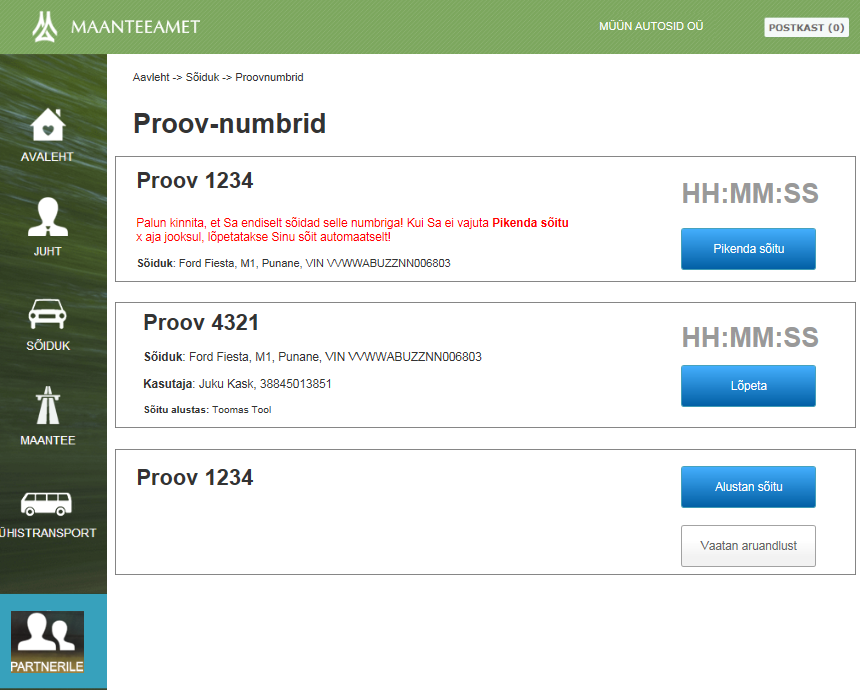 MAANTEEAMET
MÜÜN AUTOSID OÜ
POSTKAST (0)
Aavleht -> Sõiduk -> Proovnumbrid
Proov-numbrid
AVALEHT
JUHT
SÕIDUK
MAANTEE
ÜHISTRANSPORT
PARTNERILE
Proov 1234
HH:MM:SS
Palun kinnita, et Sa endiselt sõidad selle numbriga! Kui Sa ei vajuta Pikenda sõitu
x aja jooksul, lõpetatakse Sinu sõit automaatselt!
Pikenda sõitu
Sõiduk: Ford Fiesta, M1, Punane, VIN VVWWABUZZNN006803
Proov 4321
HH:MM:SS
Sõiduk: Ford Fiesta, M1, Punane, VIN VVWWABUZZNN006803
Kasutaja: Juku Kask, 38845013851
Lõpeta
Sõitu alustas: Toomas Tool
Proov 1234
Alustan sõitu
Vaatan aruandlust